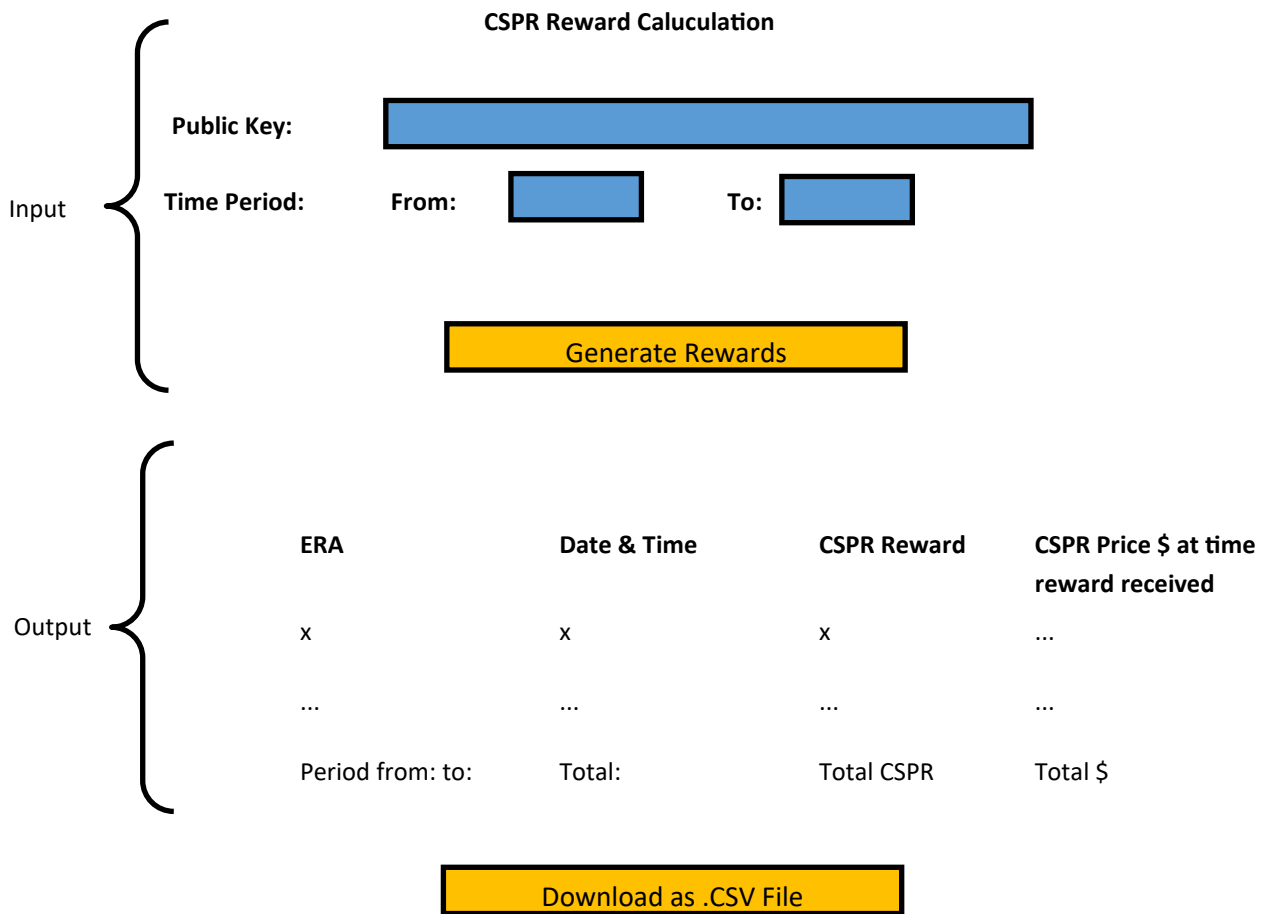 CSPR Reward Caluculation
Public Key:
Input
Time Period: From: To:
Generate Rewards
ERA Date & Time CSPR Reward CSPR Price $ at time
reward received
Output
x x x ...
... ... ... ...
Period from: to: Total: Total CSPR Total $
Download as .CSV File